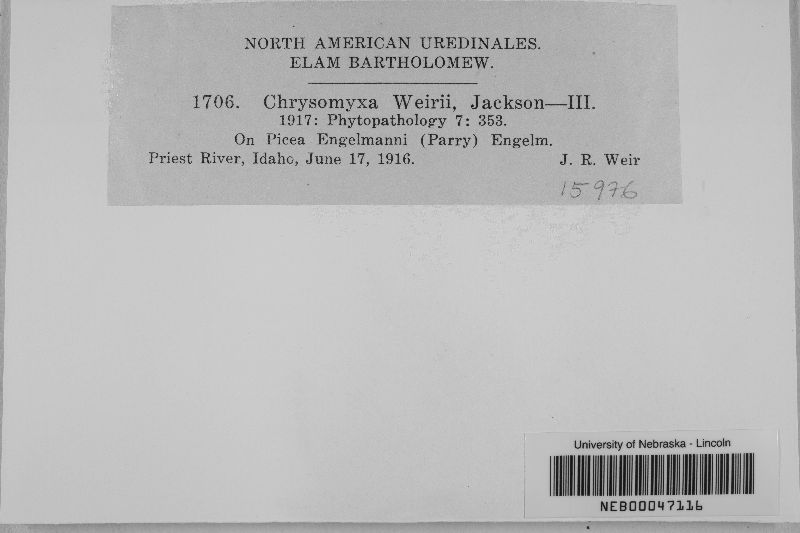 NORTH AMERICAN UREDINALES.
ELAM BARTHOLOMEW.
1706. Chrysomyxa Weirii, Jackson—III.
1917: Phytopathology 7: 353.
On Picea Engelmanni (Parry) Engelm.
Priest River, Idaho, June 17, 1916. J. R. Weir
15976
University of Nebraska - Lincoln
NEB00047116